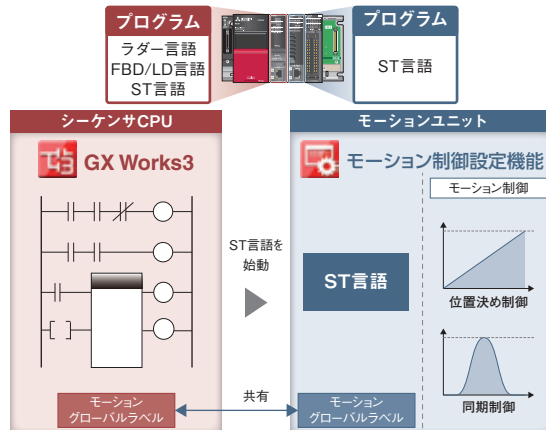 プログラム
ラダー言語
FBD/LD言語
ST言語
プログラム
ST言語
シーケンサCPU
GX Works3
モーションユニット
モーション制御設定機能
モーション制御
ST言語を
始動
ST言語
位置決め制御
同期制御
モーション
グローバルラベル
共有
モーション
グローバルラベル